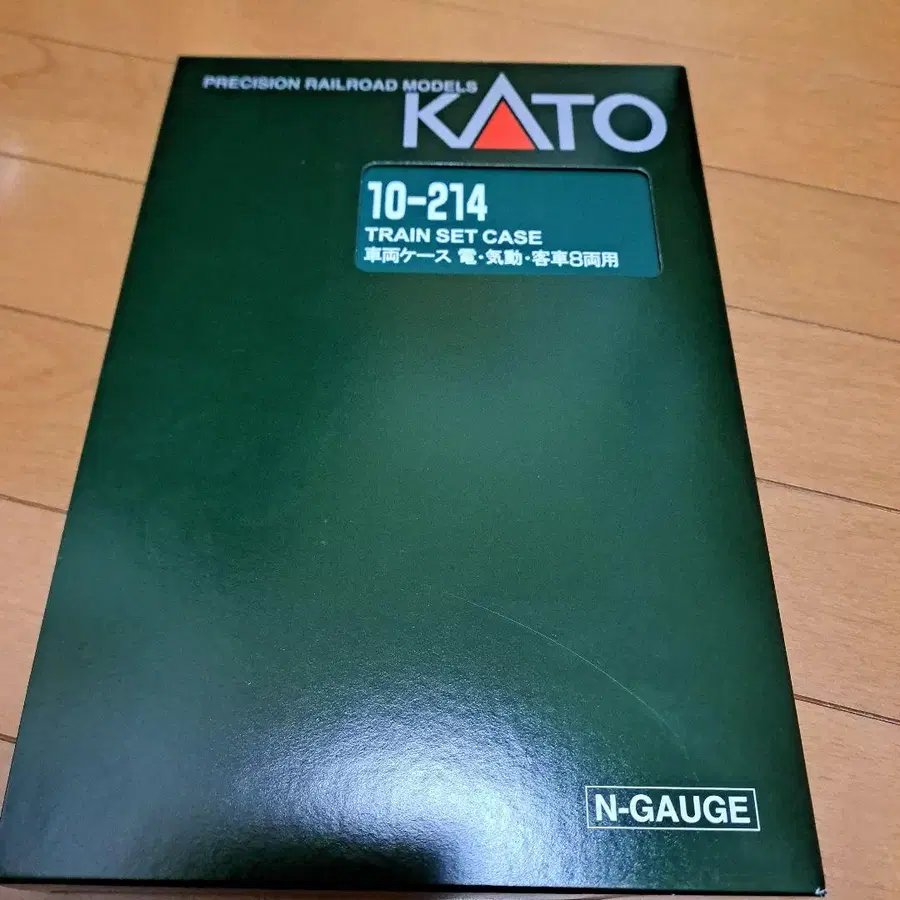 PRECISION RAILROAD MODELS
KATO
10-214
TRAIN SET CASE
車両ケース 電・気動・客車8両用
N-GAUGE